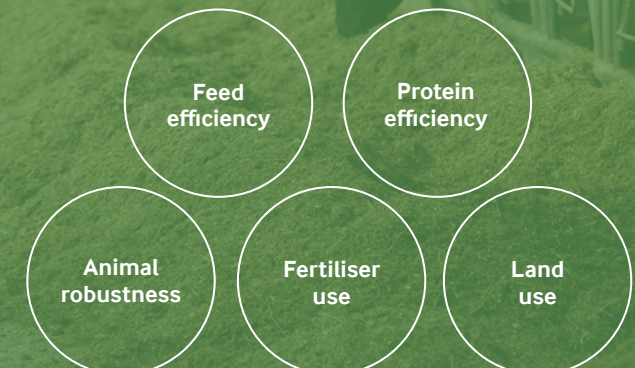 Feed
efficiency
Protein
efficiency
Animal
robustness
Fertiliser
use
Land
use